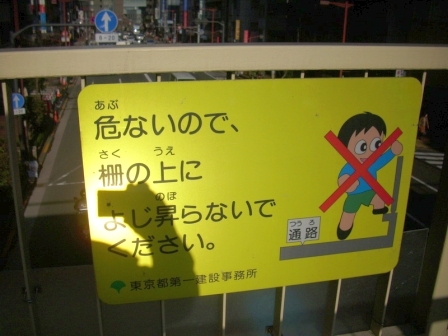 あぶ
危ないので、
さく うえ
柵の上に
のぼ
よじ昇らないで
ください。
つうろ
通路
東京都第一建設事務所
8-20